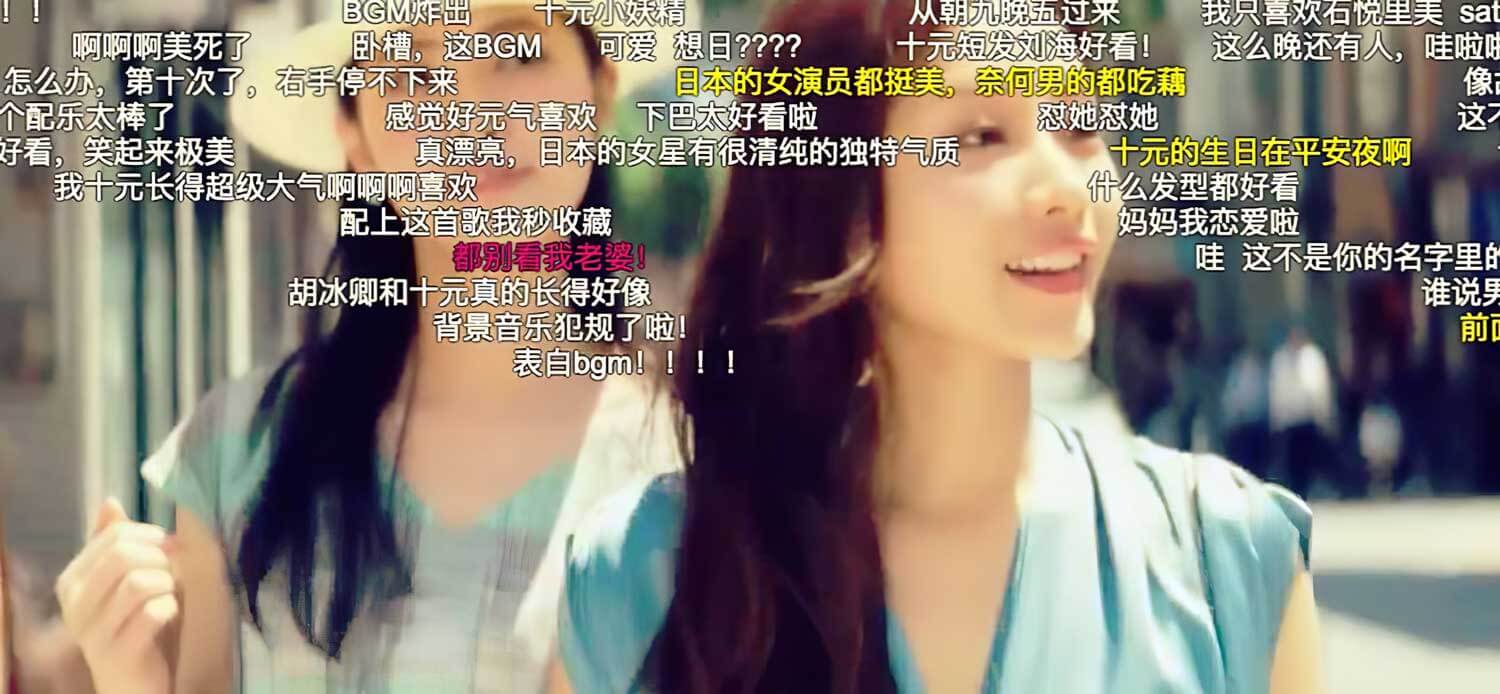 ！！ BGM炸出 十元小妖精 从朝九晚五过来 我只喜欢石悦里美 sat
啊啊啊美死了 卧槽，这BGM 可爱 想日???? 十元短发刘海好看！ 这么晚还有人，哇啦啦
怎么办，第十次了，右手停不下来 日本的女演员都挺美，奈何男的都吃藕 像
个配乐太棒了 感觉好元气喜欢 下巴太好看啦 怼她怼她 这不
好看，笑起来极美 真漂亮，日本的女星有很清纯的独特气质 十元的生日在平安夜啊
我十元长得超级大气啊啊啊喜欢 什么发型都好看
配上这首歌我秒收藏 妈妈我恋爱啦
都别看我老婆！ 哇 这不是你的名字里的
胡冰卿和十元真的长得好像 谁说男
背景音乐犯规了啦！ 前面
表白bgm！！！！